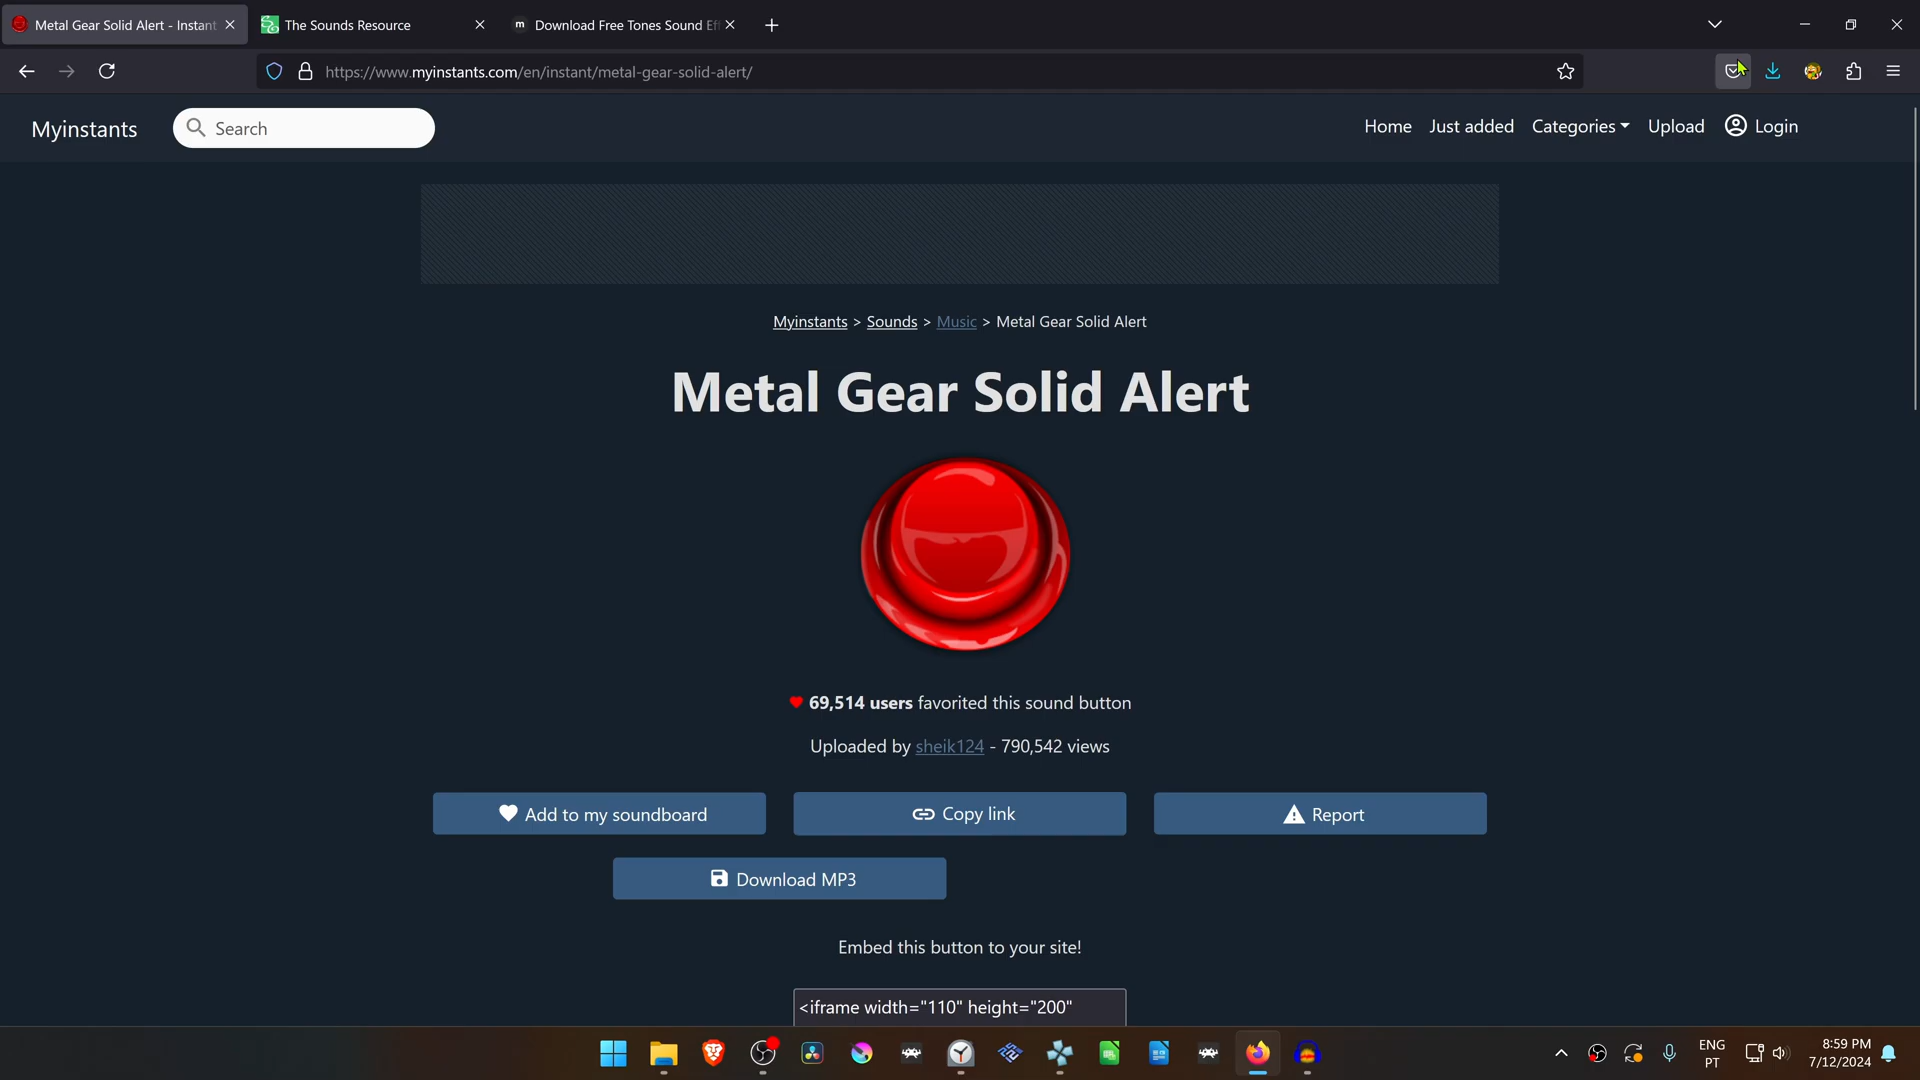 Metal Gear Solid Alert - Instant
The Sounds Resource
m Download Free Tones Sound Ef
https://www.myinstants.com/en/instant/metal-gear-solid-alert/
Myinstants
Search
Home Just added Categories Upload Login
Myinstants > Sounds > Music > Metal Gear Solid Alert
Metal Gear Solid Alert
69,514 users favorited this sound button
Uploaded by sheik124 - 790,542 views
Add to my soundboard
Copy link
Report
Download MP3
Embed this button to your site!
<iframe width="110" height="200"
ENG
PT
8:59 PM
7/12/2024